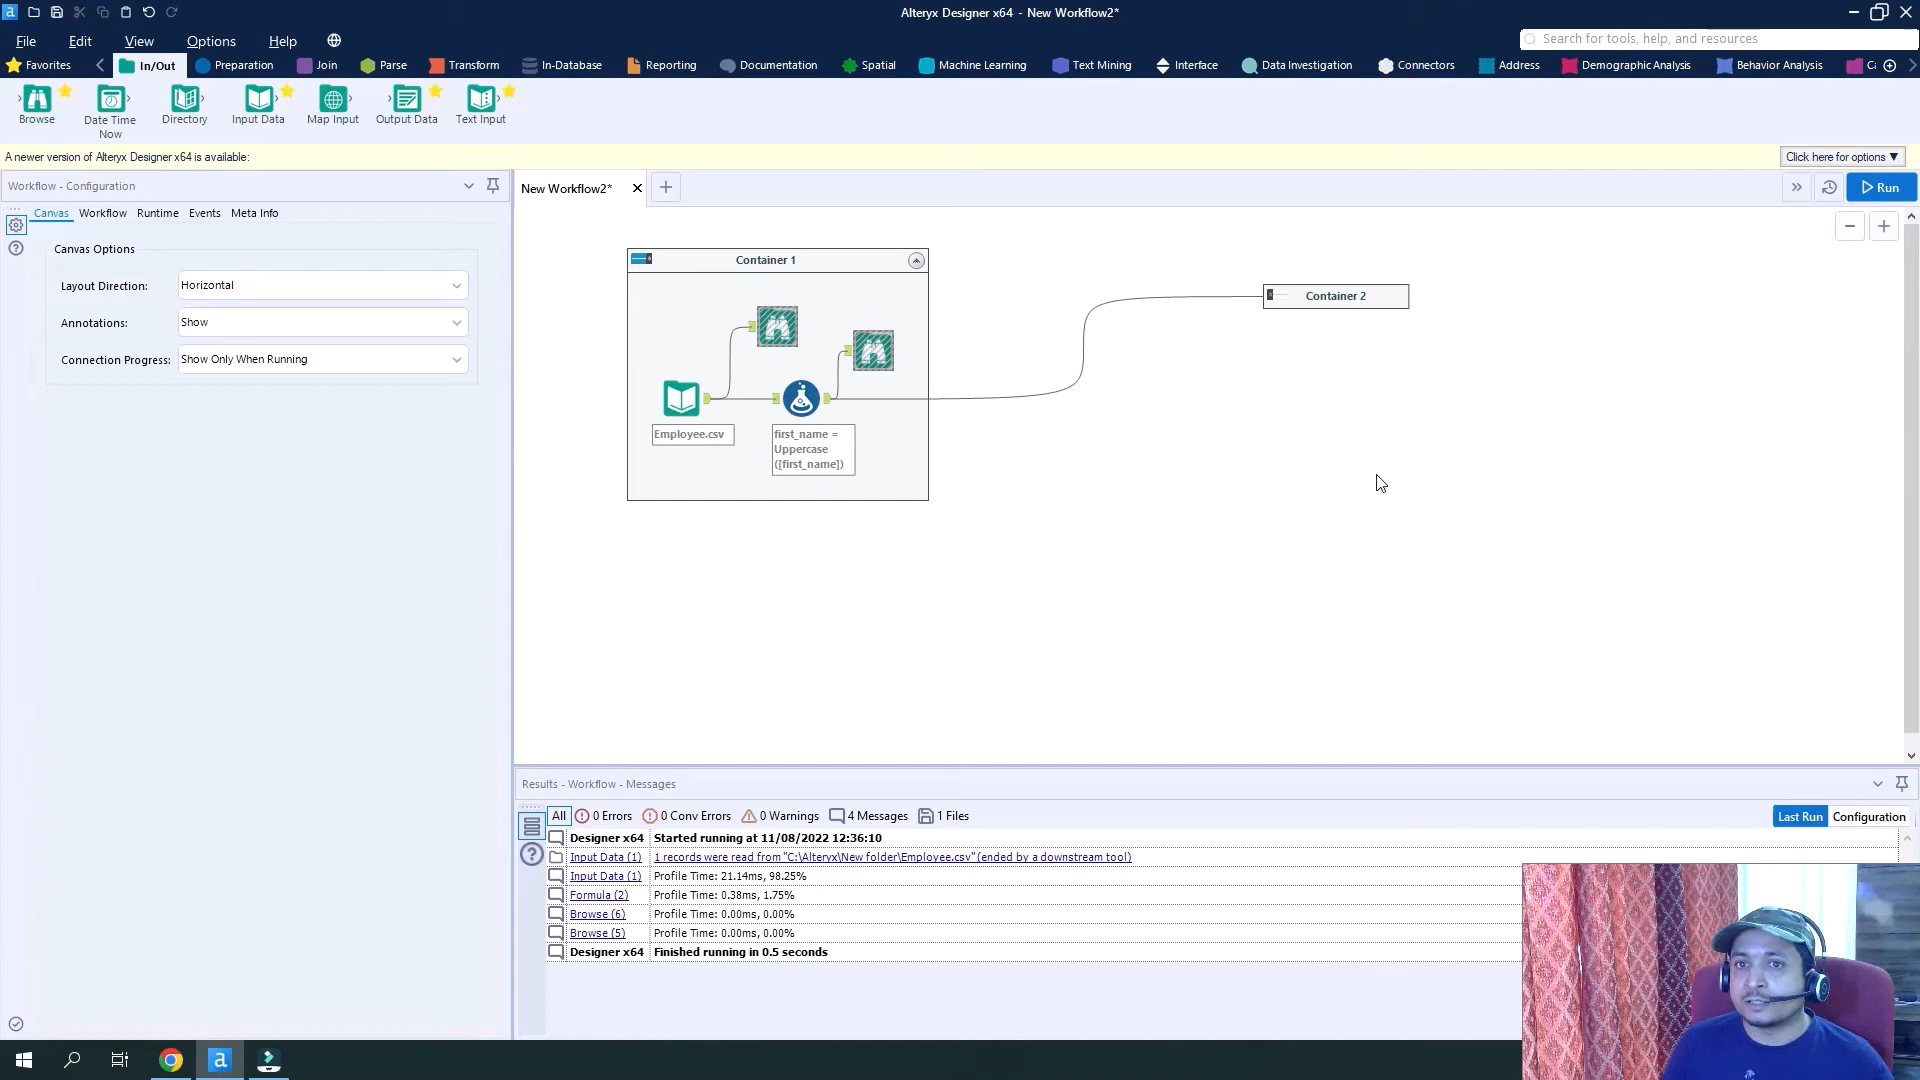 Alteryx Designer x64 - New Workflow2*
File Edit View Options Help
Search for tools, help, and resources
Favorites In/Out Preparation Join Parse Transform In-Database Reporting Documentation Spatial Machine Learning Text Mining Interface Data Investigation Connectors Address Demographic Analysis Behavior Analysis
Browse Date Time Now Directory Input Data Map Input Output Data Text Input
A newer version of Alteryx Designer x64 is available:
Click here for options
Workflow - Configuration
Canvas Workflow Runtime Events Meta Info
Canvas Options
Layout Direction: Horizontal
Annotations: Show
Connection Progress: Show Only When Running
New Workflow2*
Run
Container 1
Employee.csv
first_name =
Uppercase
([first_name])
Container 2
Results - Workflow - Messages
All 0 Errors 0 Conv Errors 0 Warnings 4 Messages 1 Files
Last Run Configuration
Designer x64 Started running at 11/08/2022 12:36:10
Input Data (1) 1 records were read from "C:\Alteryx\New folder\Employee.csv" (ended by a downstream tool)
Input Data (1) Profile Time: 21.14ms, 98.25%
Formula (2) Profile Time: 0.38ms, 1.75%
Browse (6) Profile Time: 0.00ms, 0.00%
Browse (5) Profile Time: 0.00ms, 0.00%
Designer x64 Finished running in 0.5 seconds